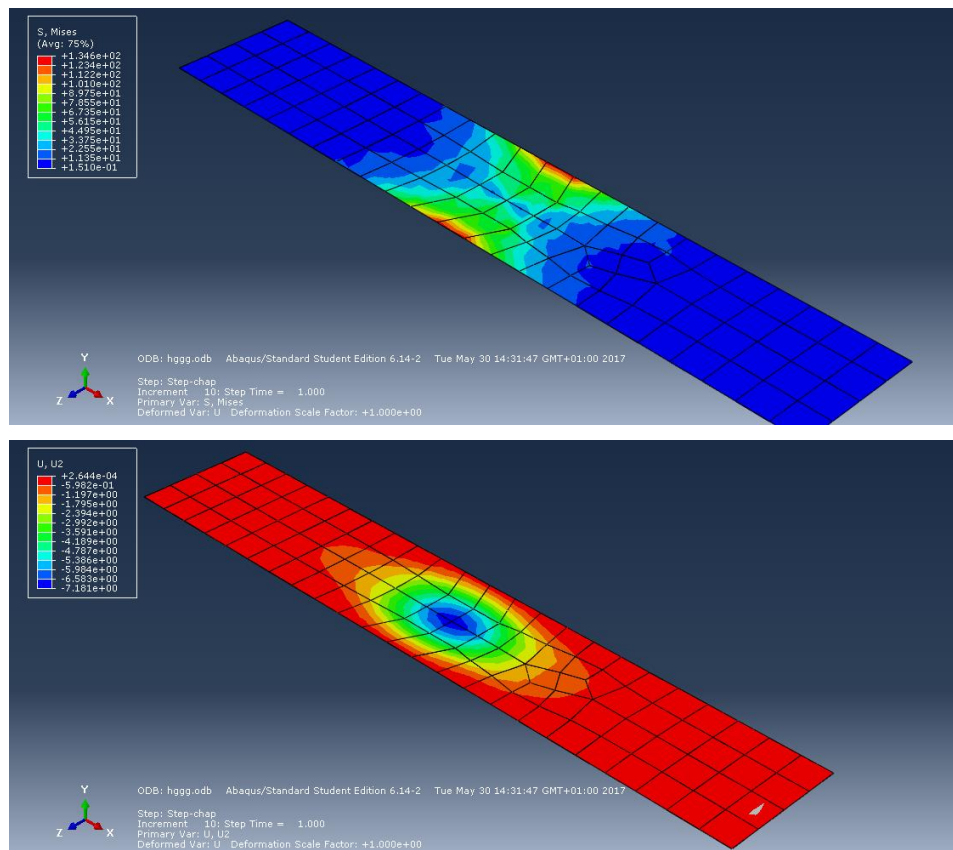 S, Mises
(Avg: 75%)
+1.346e+02
+1.234e+02
+1.122e+02
+1.010e+02
+8.975e+01
+7.855e+01
+6.735e+01
+5.615e+01
+4.495e+01
+3.375e+01
+2.255e+01
+1.135e+01
+1.510e-01
Y
Z
X
ODB: hggg.odb Abaqus/Standard Student Edition 6.14-2 Tue May 30 14:31:47 GMT+01:00 2017
Step: Step-chap
Increment 10: Step Time = 1.000
Primary Var: S, Mises
Deformed Var: U Deformation Scale Factor: +1.000e+00
U, U2
+2.644e-04
-5.982e-01
-1.197e+00
-1.795e+00
-2.394e+00
-2.992e+00
-3.591e+00
-4.189e+00
-4.787e+00
-5.386e+00
-5.984e+00
-6.583e+00
-7.181e+00
Y
Z
X
ODB: hggg.odb Abaqus/Standard Student Edition 6.14-2 Tue May 30 14:31:47 GMT+01:00 2017
Step: Step-chap
Increment 10: Step Time = 1.000
Primary Var: U, U2
Deformed Var: U Deformation Scale Factor: +1.000e+00